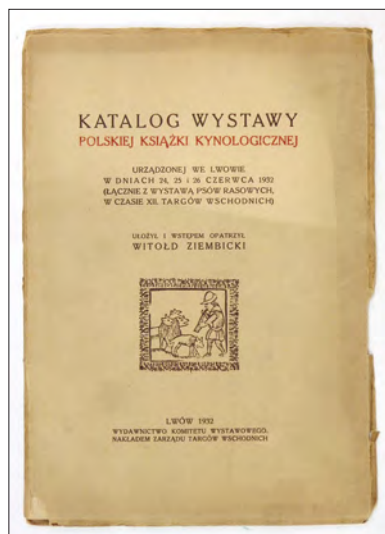 KATALOG WYSTAWY
POLSKIEJ KSIĄŻKI KYNOLOGICZNEJ
URZĄDZONEJ WE LWOWIE
W DNIACH 24, 25 i 26 CZERWCA 1932
(ŁĄCZNIE Z WYSTAWĄ PSÓW RASOWYCH,
W CZASIE XII. TARGÓW WSCHODNICH)
UŁOŻYŁ I WSTĘPEM OPATRZYŁ
WITOŁD ZIEMBICKI
LWÓW 1932
WYDAWNICTWO KOMITETU WYSTAWOWEGO.
NAKŁADEM ZARZĄDU TARGÓW WSCHODNICH